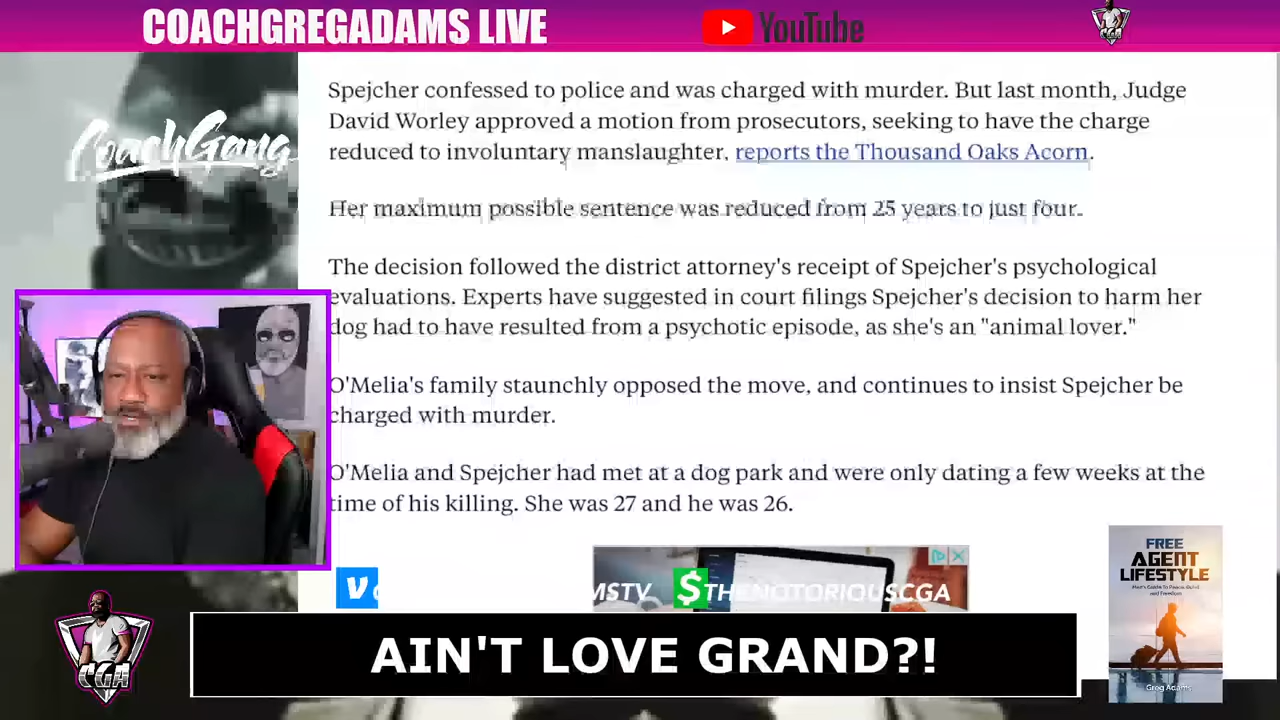 COACHGREGADAMS LIVE
YouTube
CoachGang
Spejcher confessed to police and was charged with murder. But last month, Judge
David Worley approved a motion from prosecutors, seeking to have the charge
reduced to involuntary manslaughter, reports the Thousand Oaks Acorn.
Her maximum possible sentence was reduced from 25 years to just four.
The decision followed the district attorney's receipt of Spejcher's psychological
evaluations. Experts have suggested in court filings Spejcher's decision to harm her
dog had to have resulted from a psychotic episode, as she's an "animal lover."
O'Melia's family staunchly opposed the move, and continues to insist Spejcher be
charged with murder.
O'Melia and Spejcher had met at a dog park and were only dating a few weeks at the
time of his killing. She was 27 and he was 26.
MSTV $THENOTORIOUSCGA
FREE
AGENT
LIFESTYLE
Greg Adams
CGA
AIN'T LOVE GRAND?!